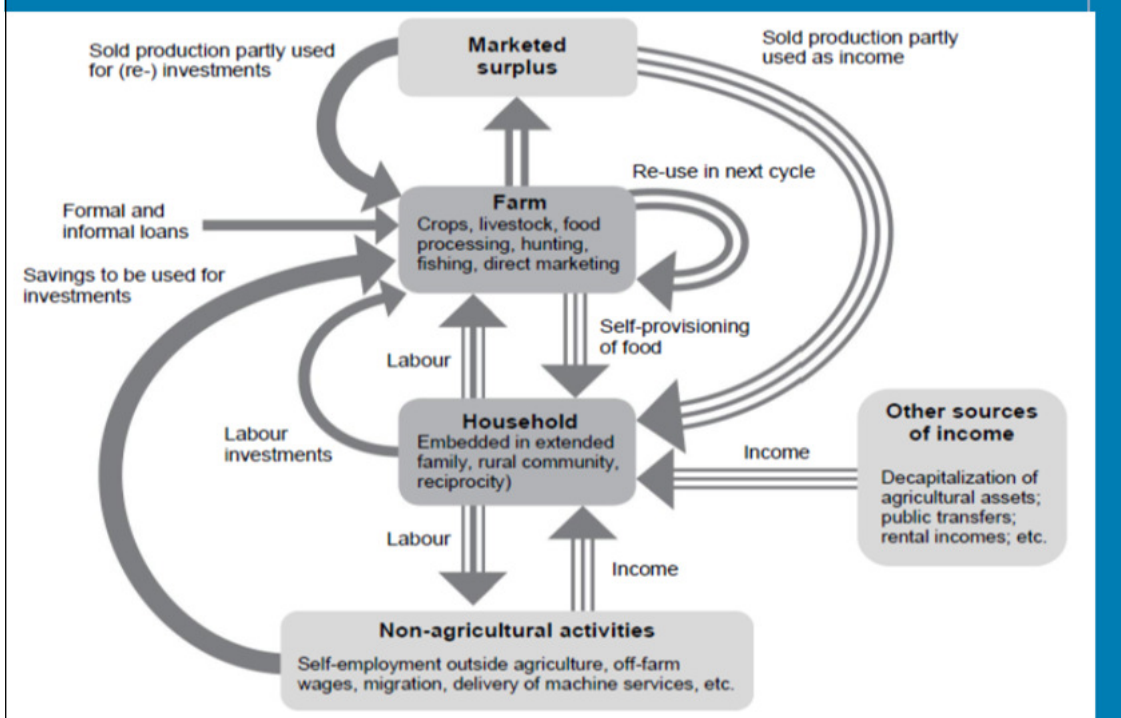 Sold production partly used
for (re-) investments
Marketed
surplus
Sold production partly
used as income
Re-use in next cycle
Formal and
informal loans
Farm
Crops, livestock, food
processing, hunting,
fishing, direct marketing
Savings to be used for
investments
Self-provisioning
of food
Labour
Labour
investments
Household
Embedded in extended
family, rural community,
reciprocity)
Income
Other sources
of income
Decapitalization of
agricultural assets;
public transfers;
rental incomes; etc.
Labour
Income
Non-agricultural activities
Self-employment outside agriculture, off-farm
wages, migration, delivery of machine services, etc.